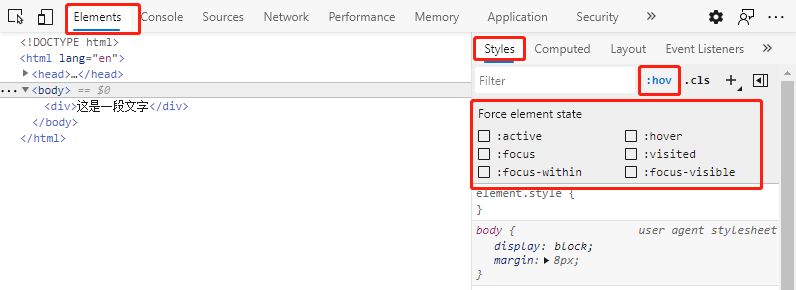 Elements Console Sources Network Performance Memory Application Security »
<!DOCTYPE html>
<html lang="en">
<head>…</head>
… <body> == $0
<div>这是一段文字</div>
</body>
</html>
Styles Computed Layout Event Listeners »
Filter :hov .cls +
Force element state
:active :hover
:focus :visited
:focus-within :focus-visible
element.style {
}
body { user agent stylesheet
display: block;
margin: 8px;
}